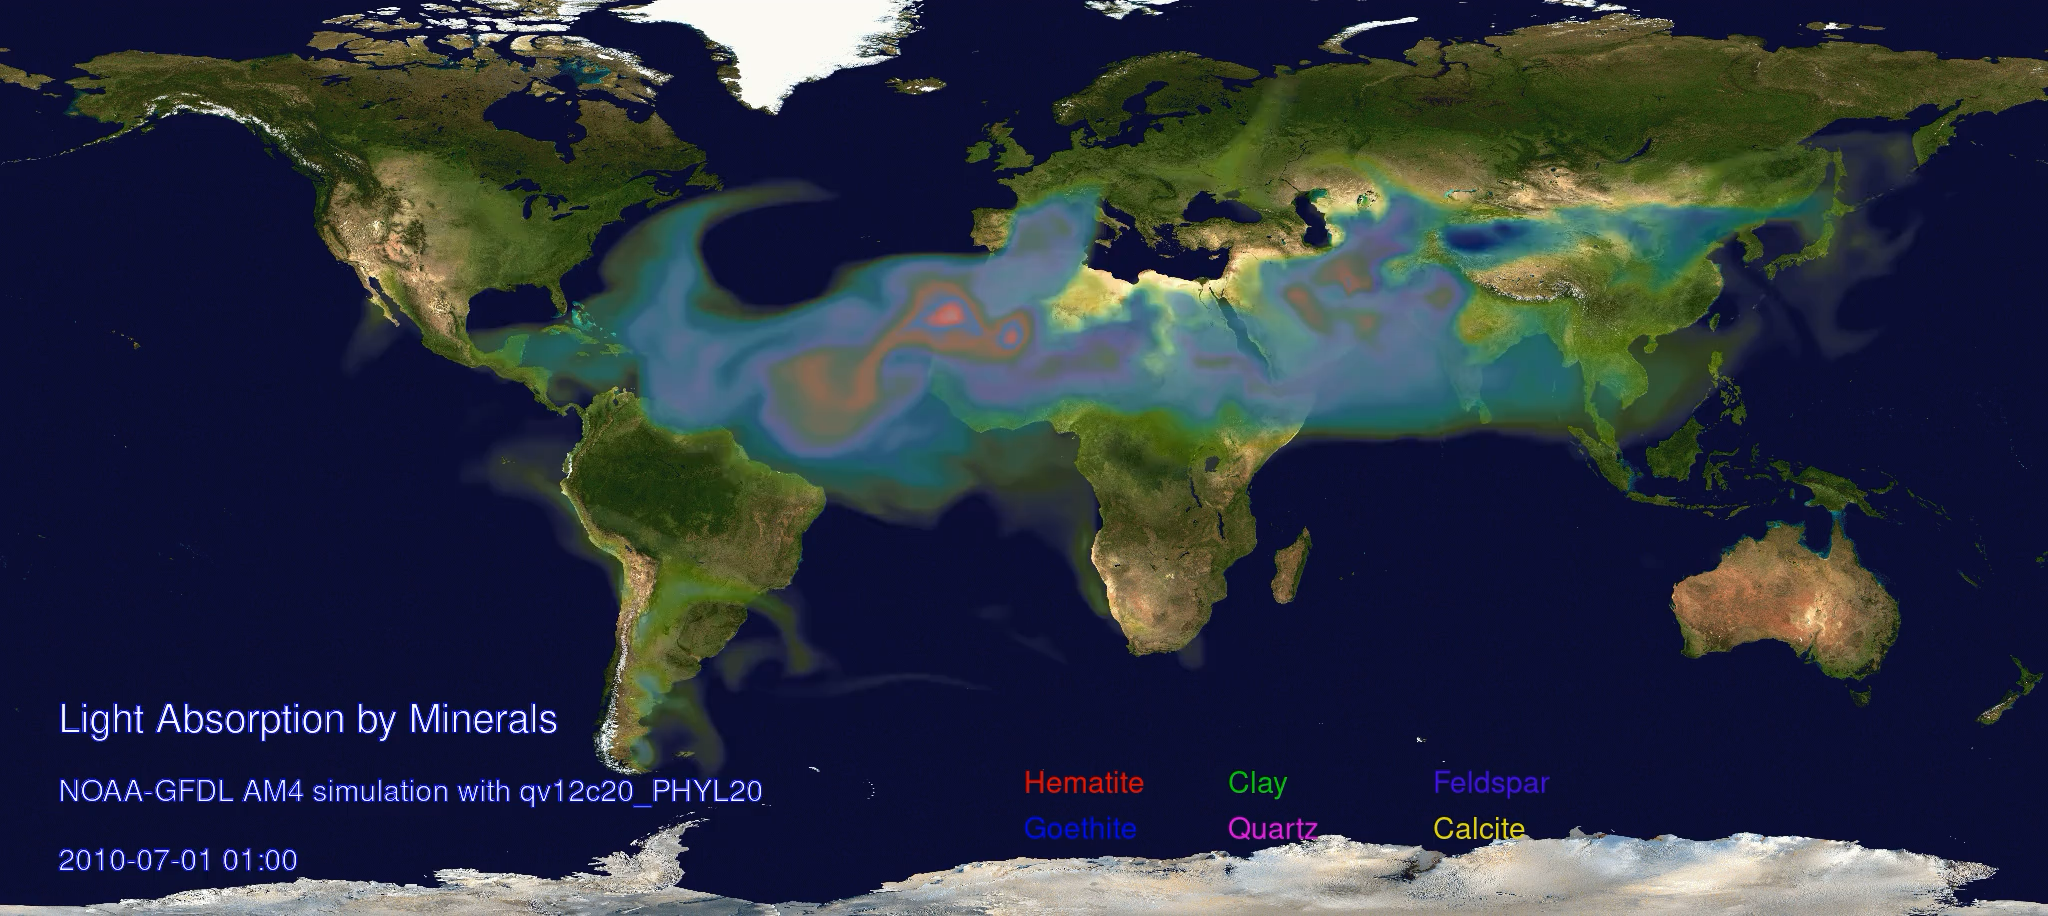 Light Absorption by Minerals
NOAA-GFDL AM4 simulation with qv12c20_PHYL20
2010-07-01 01:00
Hematite Clay Feldspar
Goethite Quartz Calcite